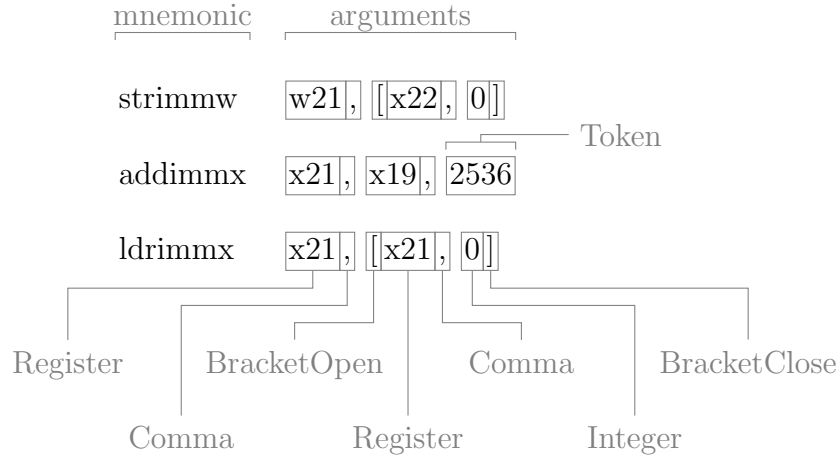 mnemonic arguments
strimmw w21, [x22, 0]
Token
addimmx x21, x19, 2536
ldrimmx x21, [x21, 0]
Register BracketOpen Comma BracketClose
Comma Register Integer